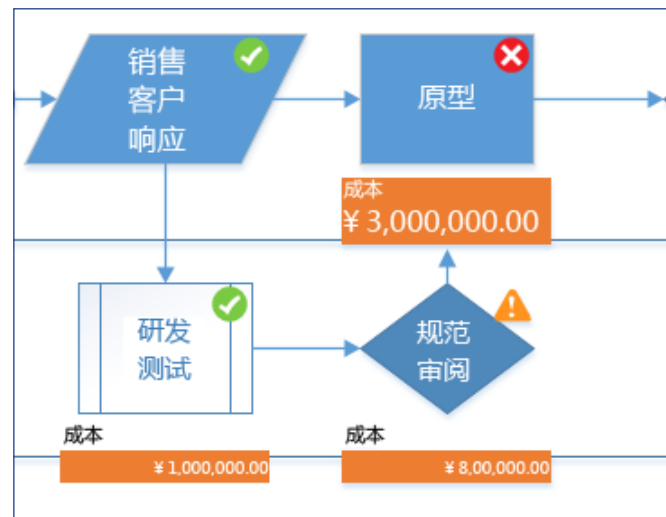 销售
客户
响应
原型
成本
¥ 3,000,000.00
研发
测试
规范
审阅
成本
¥ 1,000,000.00
成本
¥ 8,00,000.00